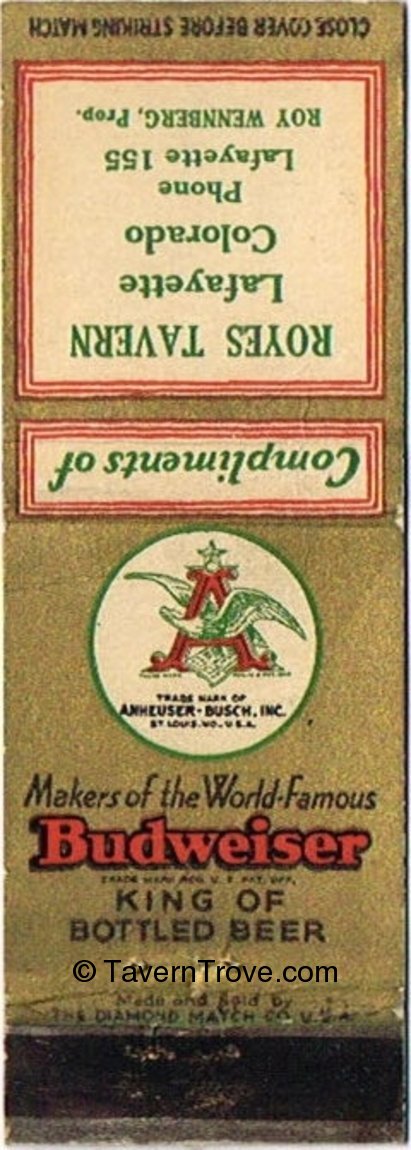 CLOSE COVER BEFORE STRIKING MATCH
ROYES TAVERN
Lafayette
Colorado
Phone
Lafayette 155
ROY WENNBERG, Prop.
Compliments of
A
TRADE MARK OF
ANHEUSER-BUSCH, INC.
ST. LOUIS, MO., U.S.A.
Makers of the World-Famous
Budweiser
TRADE MARK REG. U.S. PAT. OFF.
KING OF
BOTTLED BEER
© TavernTrove.com
Made and Sold by
THE DIAMOND MATCH CO. U.S.A.